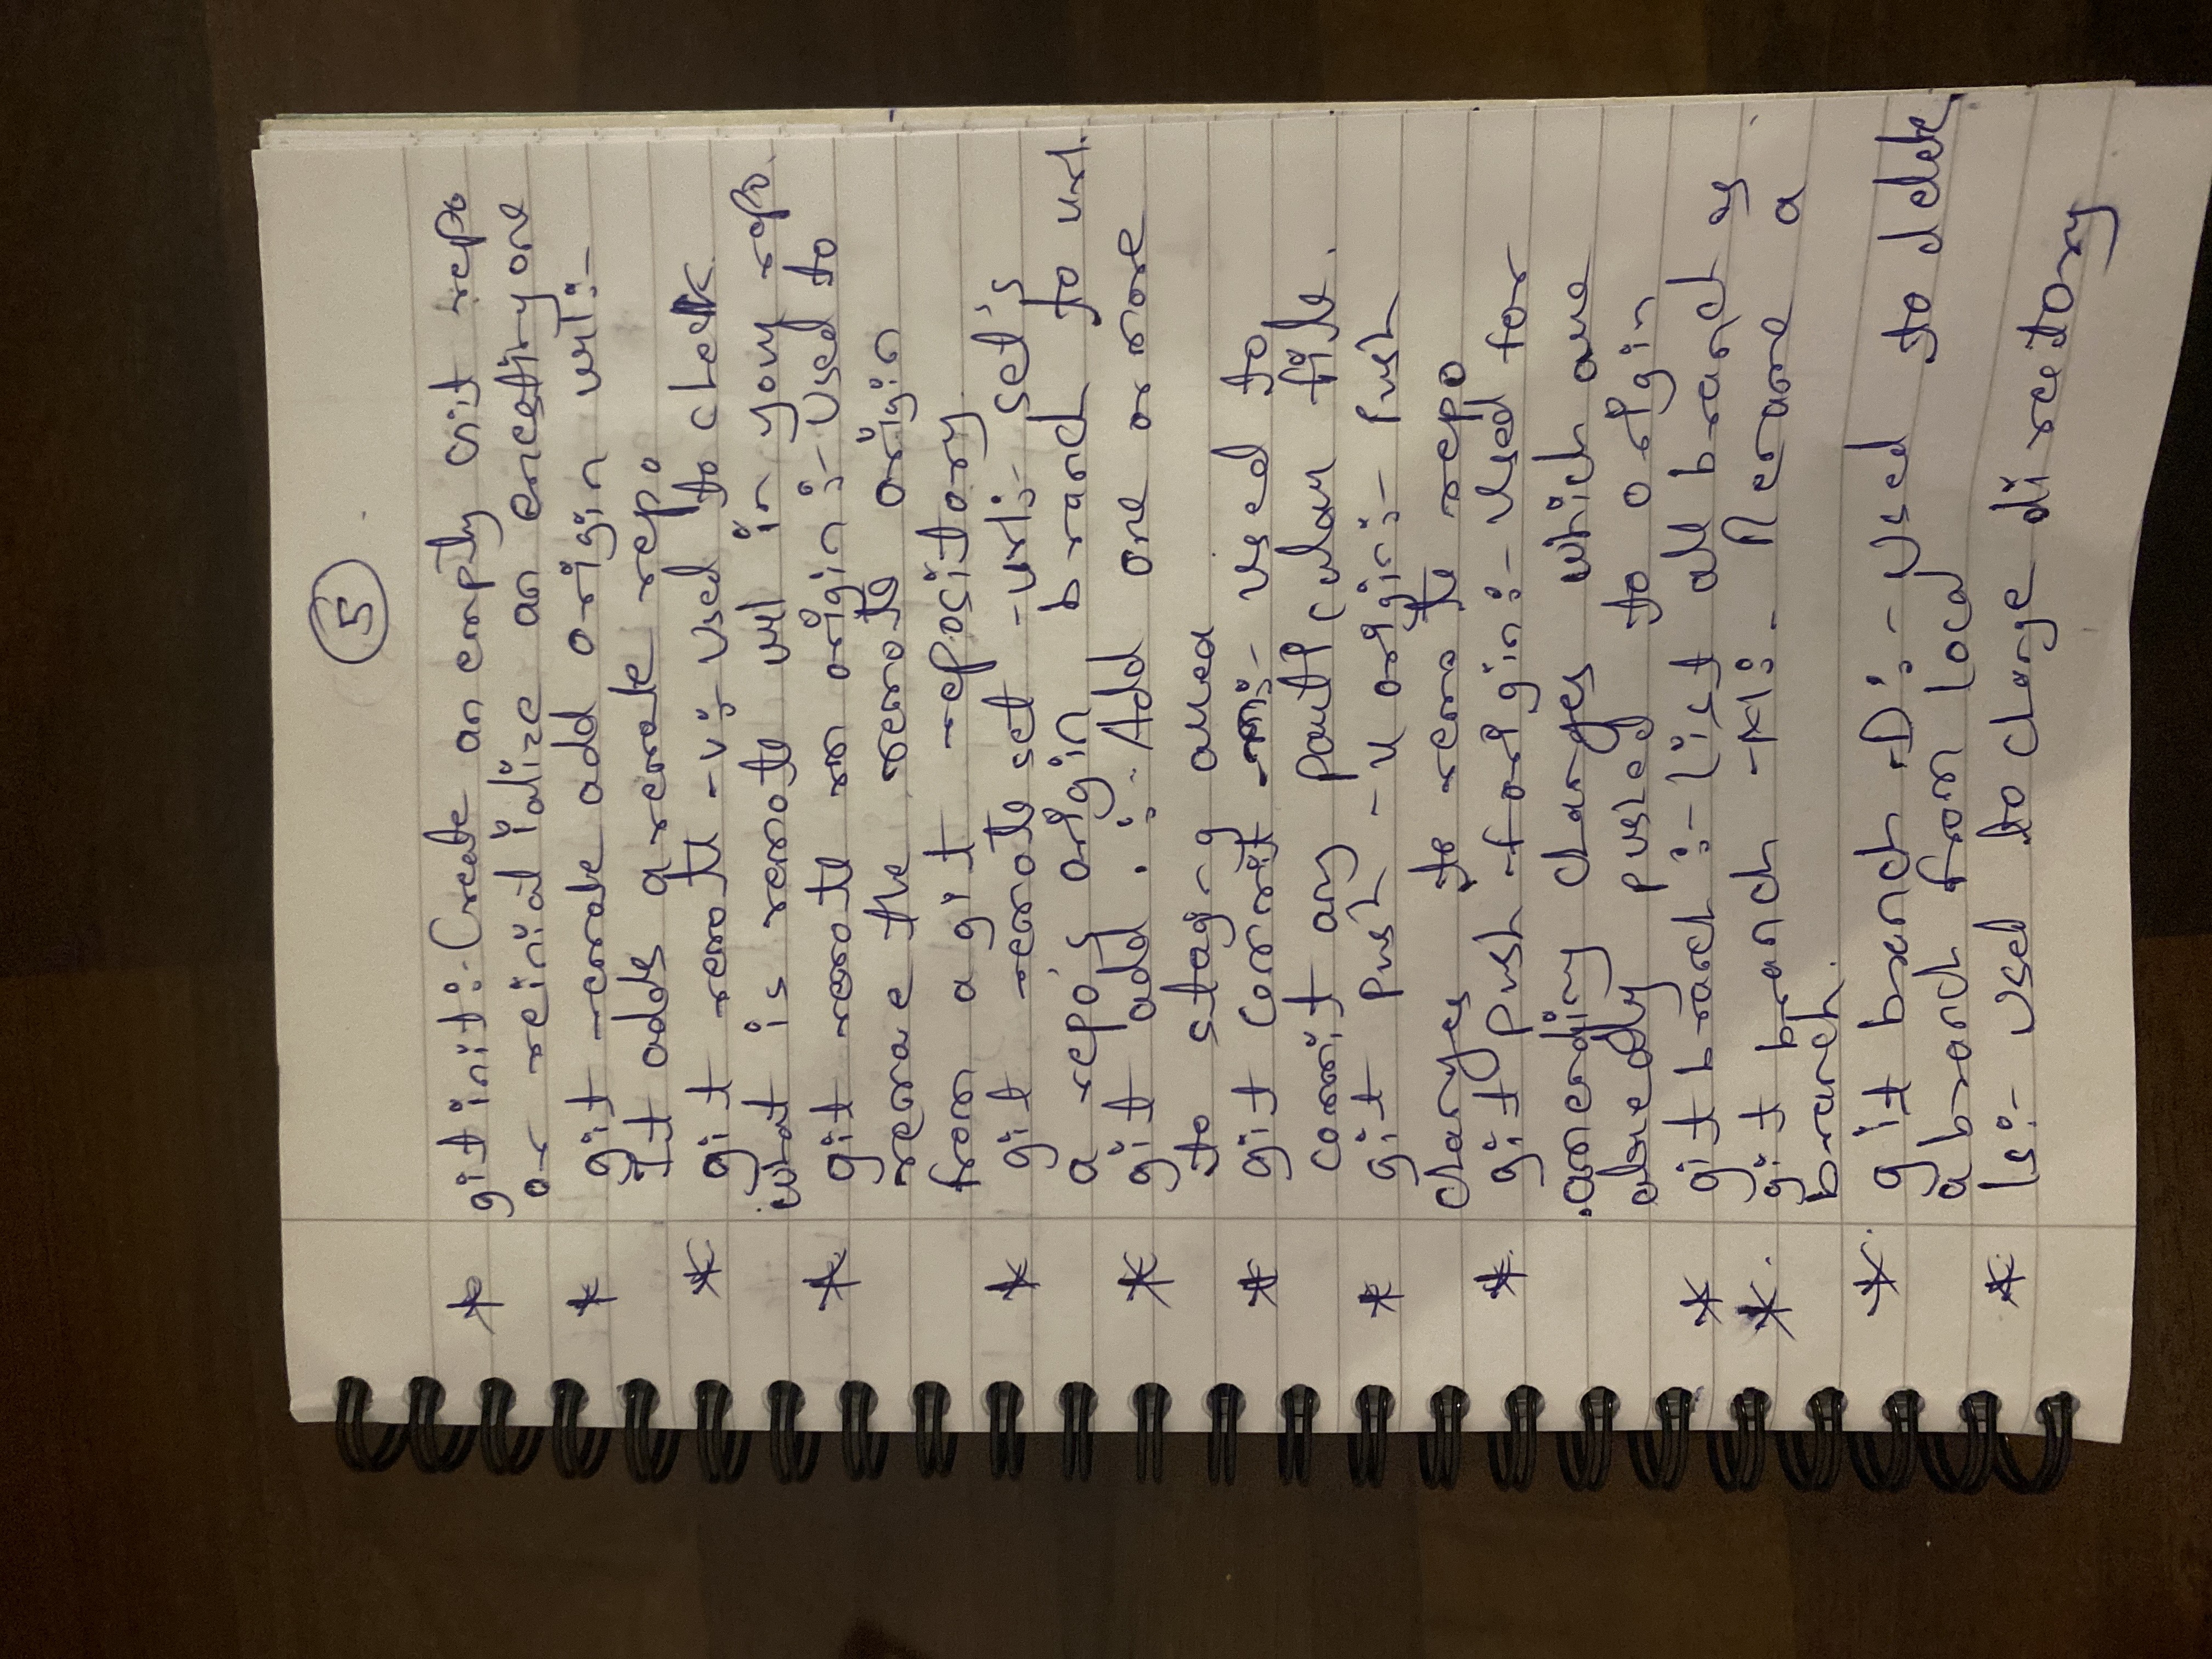 5
* git init :- Create an empty Git repo
or reiniatialize an enesting one
* git remote add origin url :-
It adds a remote repo
* git remote -v :- Used to check
what is remote url in your repo.
* git remote rm origin :- Used to
remove the remote origin
from a git repository
* git remote set -url :- set's
a repo's origin branch to url.
* git add . :- Add one or more
to staging area
* git commit -m :- Used to
commit any particular file.
* git Push -u origin :- Push
changes to remote repo
* git Push -f origin :- Used for
amending changes which are
already pushed to origin
* git branch :- list all branch es
* git branch -M :- Rename a
branch.
* git branch -D :- Used to delete
a branch from local
* ls :- Used to change directory